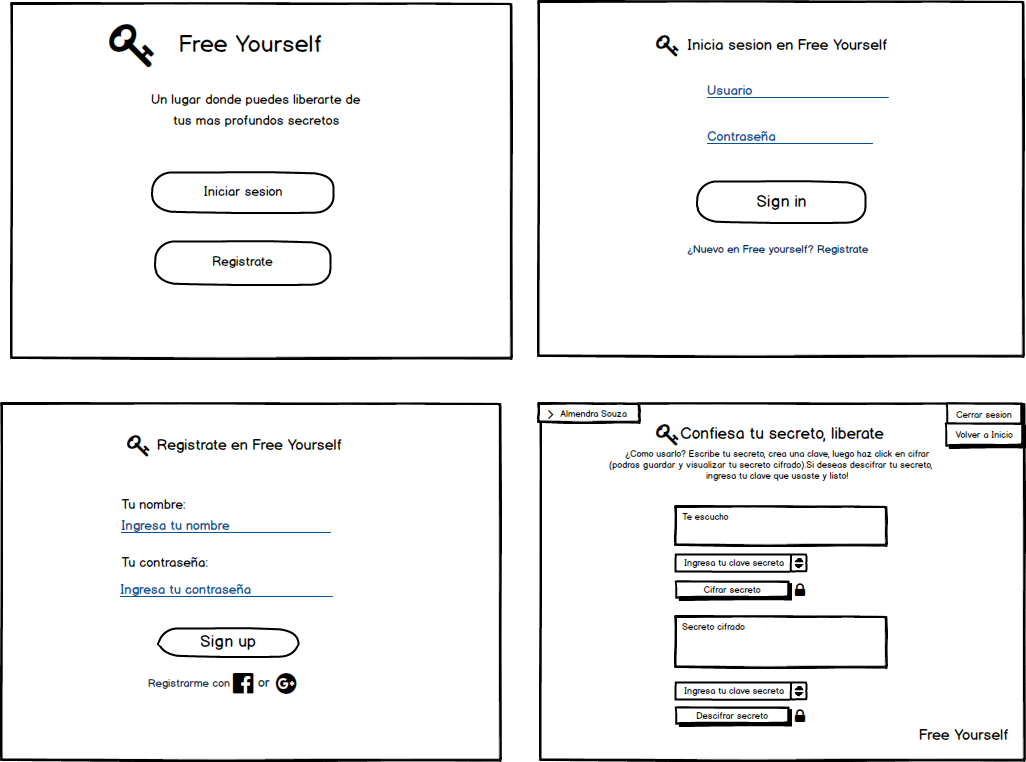 Free Yourself
Un lugar donde puedes liberarte de
tus mas profundos secretos
Iniciar sesion
Registrate
Inicia sesion en Free Yourself
Usuario
Contraseña
Sign in
¿Nuevo en Free yourself? Registrate
Registrate en Free Yourself
Tu nombre:
Ingresa tu nombre
Tu contraseña:
Ingresa tu contraseña
Sign up
Registrarme con f or G+
Almendra Souza
Cerrar sesion
Volver a Inicio
Confiesa tu secreto, liberate
¿Como usarlo? Escribe tu secreto, crea una clave, luego haz click en cifrar
(podras guardar y visualizar tu secreto cifrado).Si deseas descifrar tu secreto,
ingresa tu clave que usaste y listo!
Te escucho
Ingresa tu clave secreta
Cifrar secreto
Secreto cifrado
Ingresa tu clave secreta
Descifrar secreto
Free Yourself